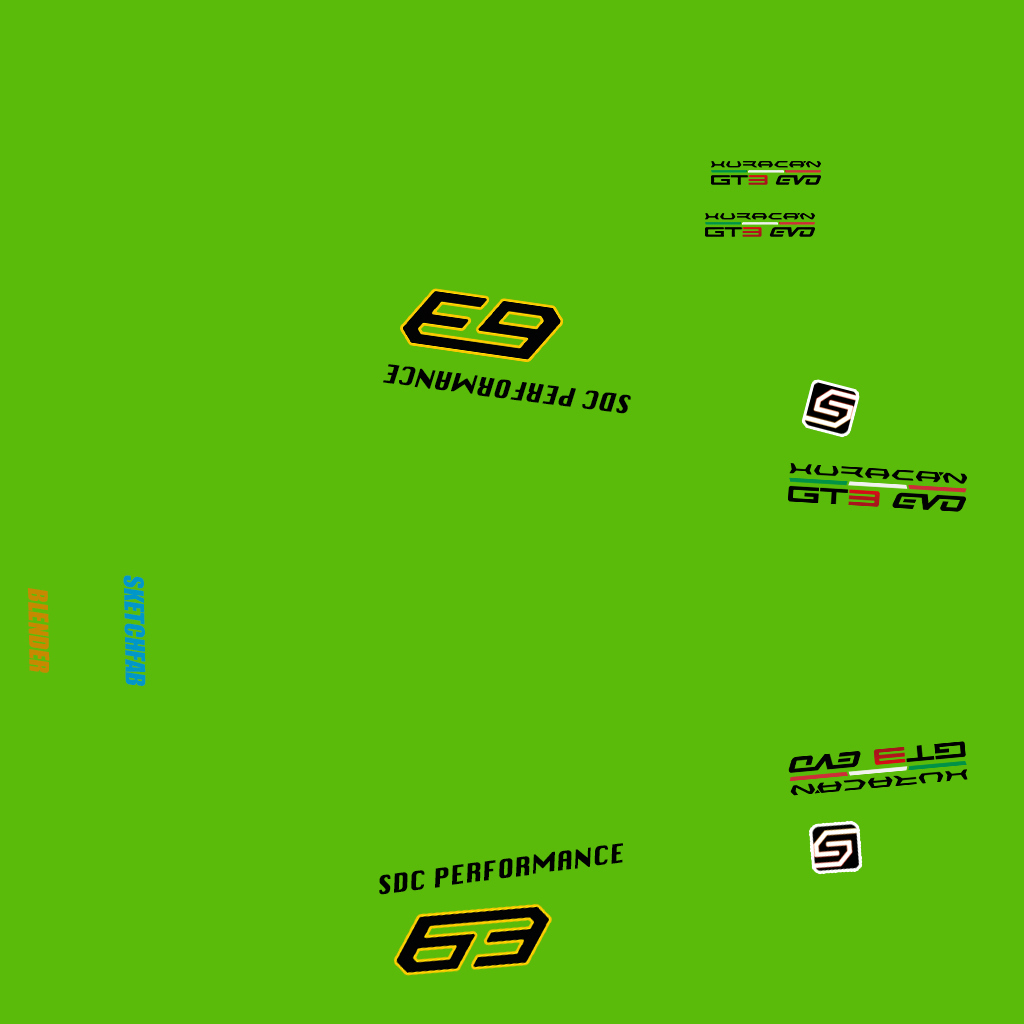 HURACAN
GT3 EVO
HURACAN
GT3 EVO
63
SDC PERFORMANCE
S
HURACAN
GT3 EVO
BLENDER
SKETCHFAB
HURACAN
GT3 EVO
S
SDC PERFORMANCE
63